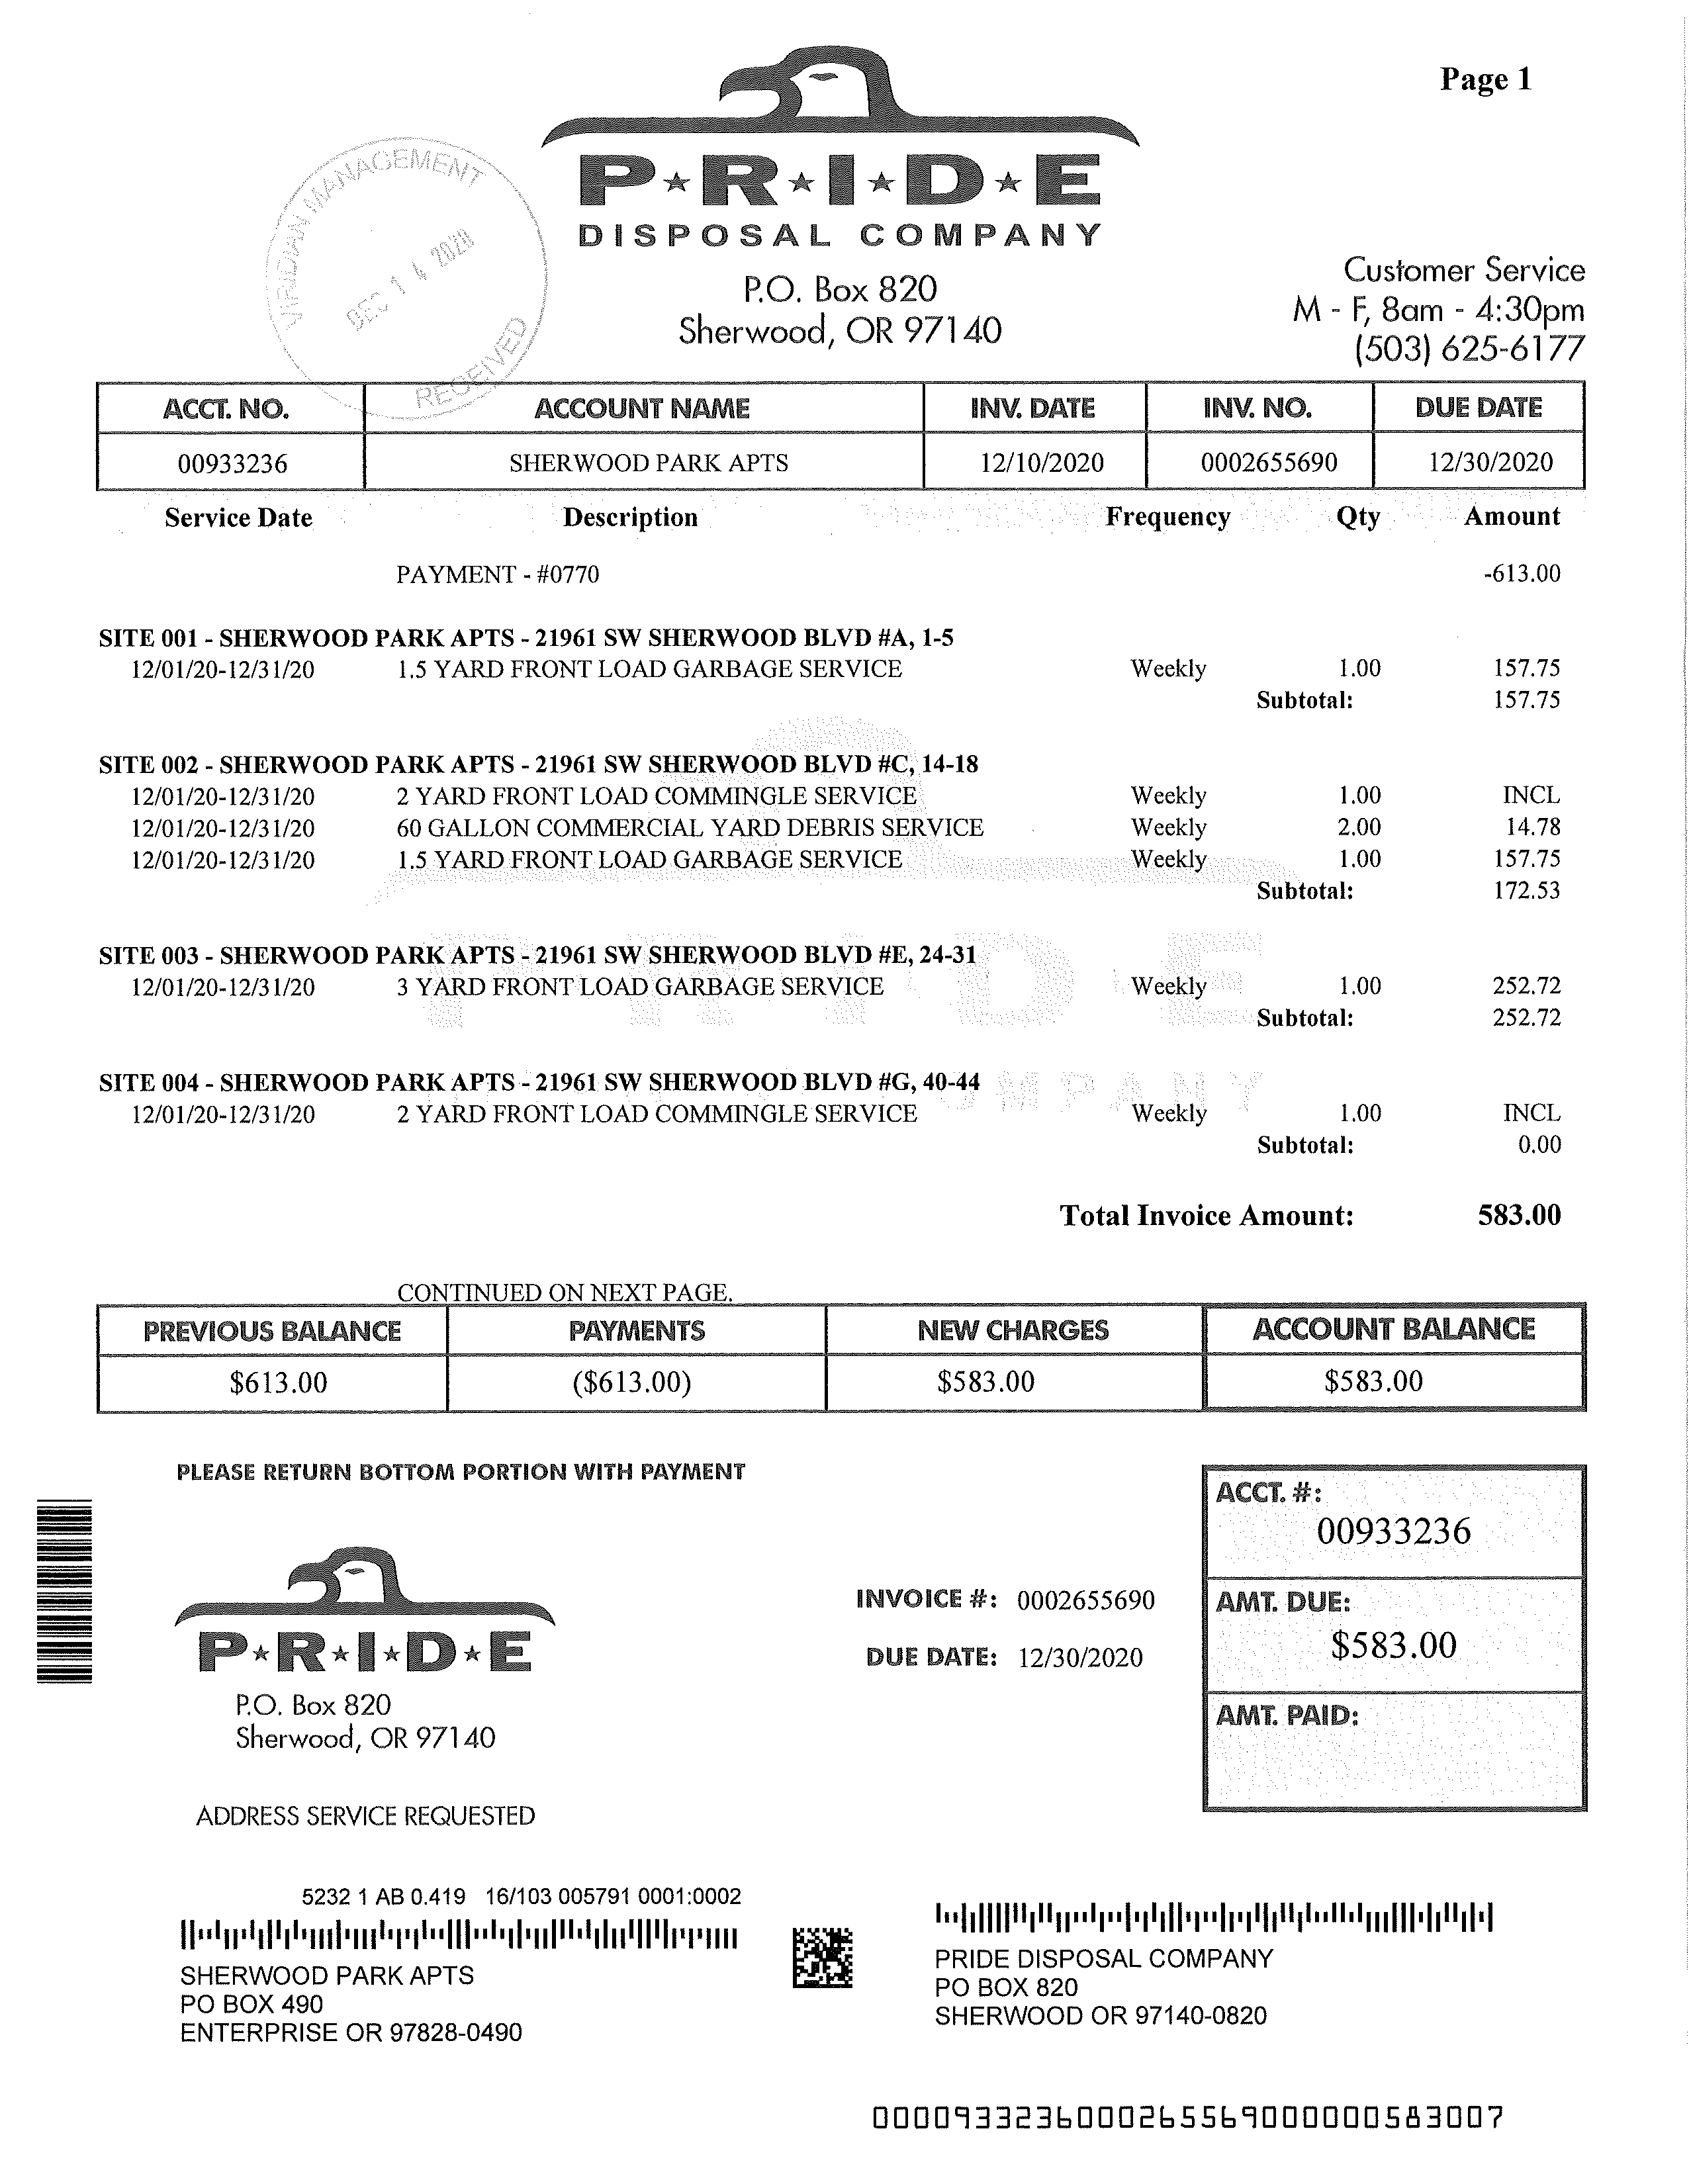 Page 1
P★R★I★D★E
DISPOSAL COMPANY
VIRIDIAN MANAGEMENT
DEC 14 2020
RECEIVED
P.O. Box 820
Sherwood, OR 97140
Customer Service
M - F, 8am - 4:30pm
(503) 625-6177
ACCT. NO. ACCOUNT NAME INV. DATE INV. NO. DUE DATE
00933236 SHERWOOD PARK APTS 12/10/2020 0002655690 12/30/2020
Service Date Description Frequency Qty Amount
PAYMENT - #0770 -613.00
SITE 001 - SHERWOOD PARK APTS - 21961 SW SHERWOOD BLVD #A, 1-5
12/01/20-12/31/20 1.5 YARD FRONT LOAD GARBAGE SERVICE Weekly 1.00 157.75
Subtotal: 157.75
SITE 002 - SHERWOOD PARK APTS - 21961 SW SHERWOOD BLVD #C, 14-18
12/01/20-12/31/20 2 YARD FRONT LOAD COMMINGLE SERVICE Weekly 1.00 INCL
12/01/20-12/31/20 60 GALLON COMMERCIAL YARD DEBRIS SERVICE Weekly 2.00 14.78
12/01/20-12/31/20 1.5 YARD FRONT LOAD GARBAGE SERVICE Weekly 1.00 157.75
Subtotal: 172.53
SITE 003 - SHERWOOD PARK APTS - 21961 SW SHERWOOD BLVD #E, 24-31
12/01/20-12/31/20 3 YARD FRONT LOAD GARBAGE SERVICE Weekly 1.00 252.72
Subtotal: 252.72
SITE 004 - SHERWOOD PARK APTS - 21961 SW SHERWOOD BLVD #G, 40-44
12/01/20-12/31/20 2 YARD FRONT LOAD COMMINGLE SERVICE Weekly 1.00 INCL
Subtotal: 0.00
Total Invoice Amount: 583.00
CONTINUED ON NEXT PAGE.
PREVIOUS BALANCE PAYMENTS NEW CHARGES ACCOUNT BALANCE
$613.00 ($613.00) $583.00 $583.00
PLEASE RETURN BOTTOM PORTION WITH PAYMENT
ACCT. #:
00933236
P★R★I★D★E
P.O. Box 820
Sherwood, OR 97140
INVOICE #: 0002655690
DUE DATE: 12/30/2020
AMT. DUE:
$583.00
AMT. PAID:
ADDRESS SERVICE REQUESTED
5232 1 AB 0.419 16/103 005791 0001:0002
SHERWOOD PARK APTS
PO BOX 490
ENTERPRISE OR 97828-0490
PRIDE DISPOSAL COMPANY
PO BOX 820
SHERWOOD OR 97140-0820
0000933236000265569000000583007